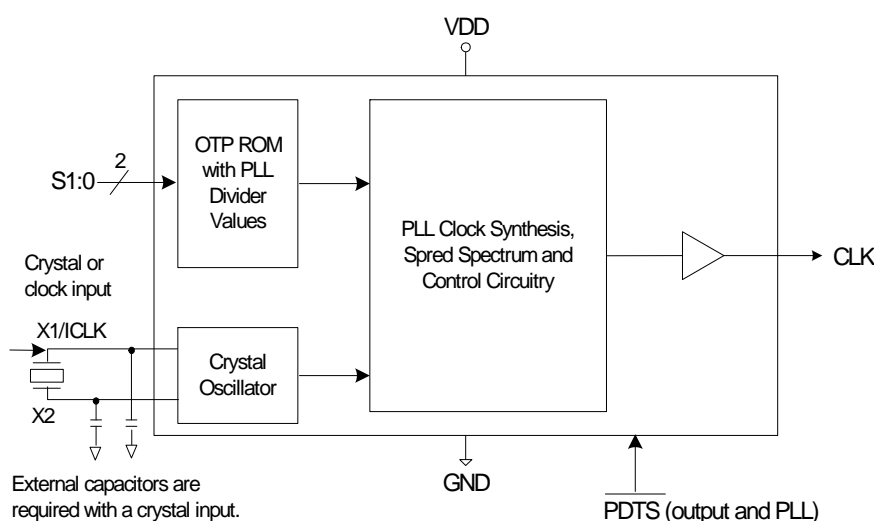 VDD
OTP ROM
with PLL
Divider
Values
2
S1:0
PLL Clock Synthesis,
Spred Spectrum and
Control Circuitry
CLK
Crystal or
clock input
X1/ICLK
Crystal
Oscillator
X2
GND
External capacitors are
required with a crystal input.
PDTS (output and PLL)